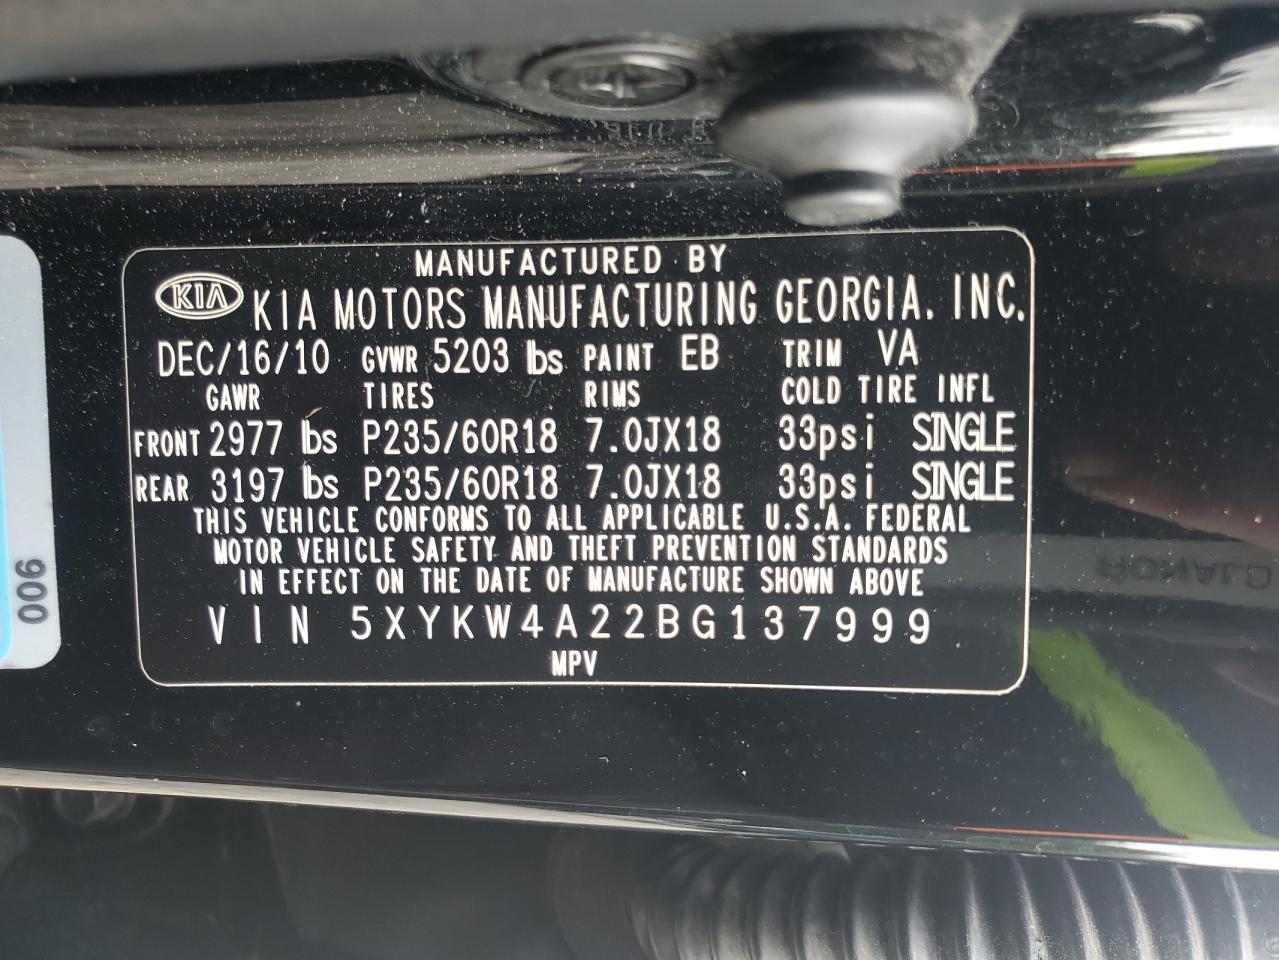 MANUFACTURED BY
KIA KIA MOTORS MANUFACTURING GEORGIA, INC.
DEC/16/10 GVWR 5203 lbs PAINT EB TRIM VA
GAWR TIRES RIMS COLD TIRE INFL
FRONT 2977 lbs P235/60R18 7.0JX18 33psi SINGLE
REAR 3197 lbs P235/60R18 7.0JX18 33psi SINGLE
THIS VEHICLE CONFORMS TO ALL APPLICABLE U.S.A. FEDERAL
MOTOR VEHICLE SAFETY AND THEFT PREVENTION STANDARDS
IN EFFECT ON THE DATE OF MANUFACTURE SHOWN ABOVE
VIN 5XYKW4A22BG137999
MPV
006